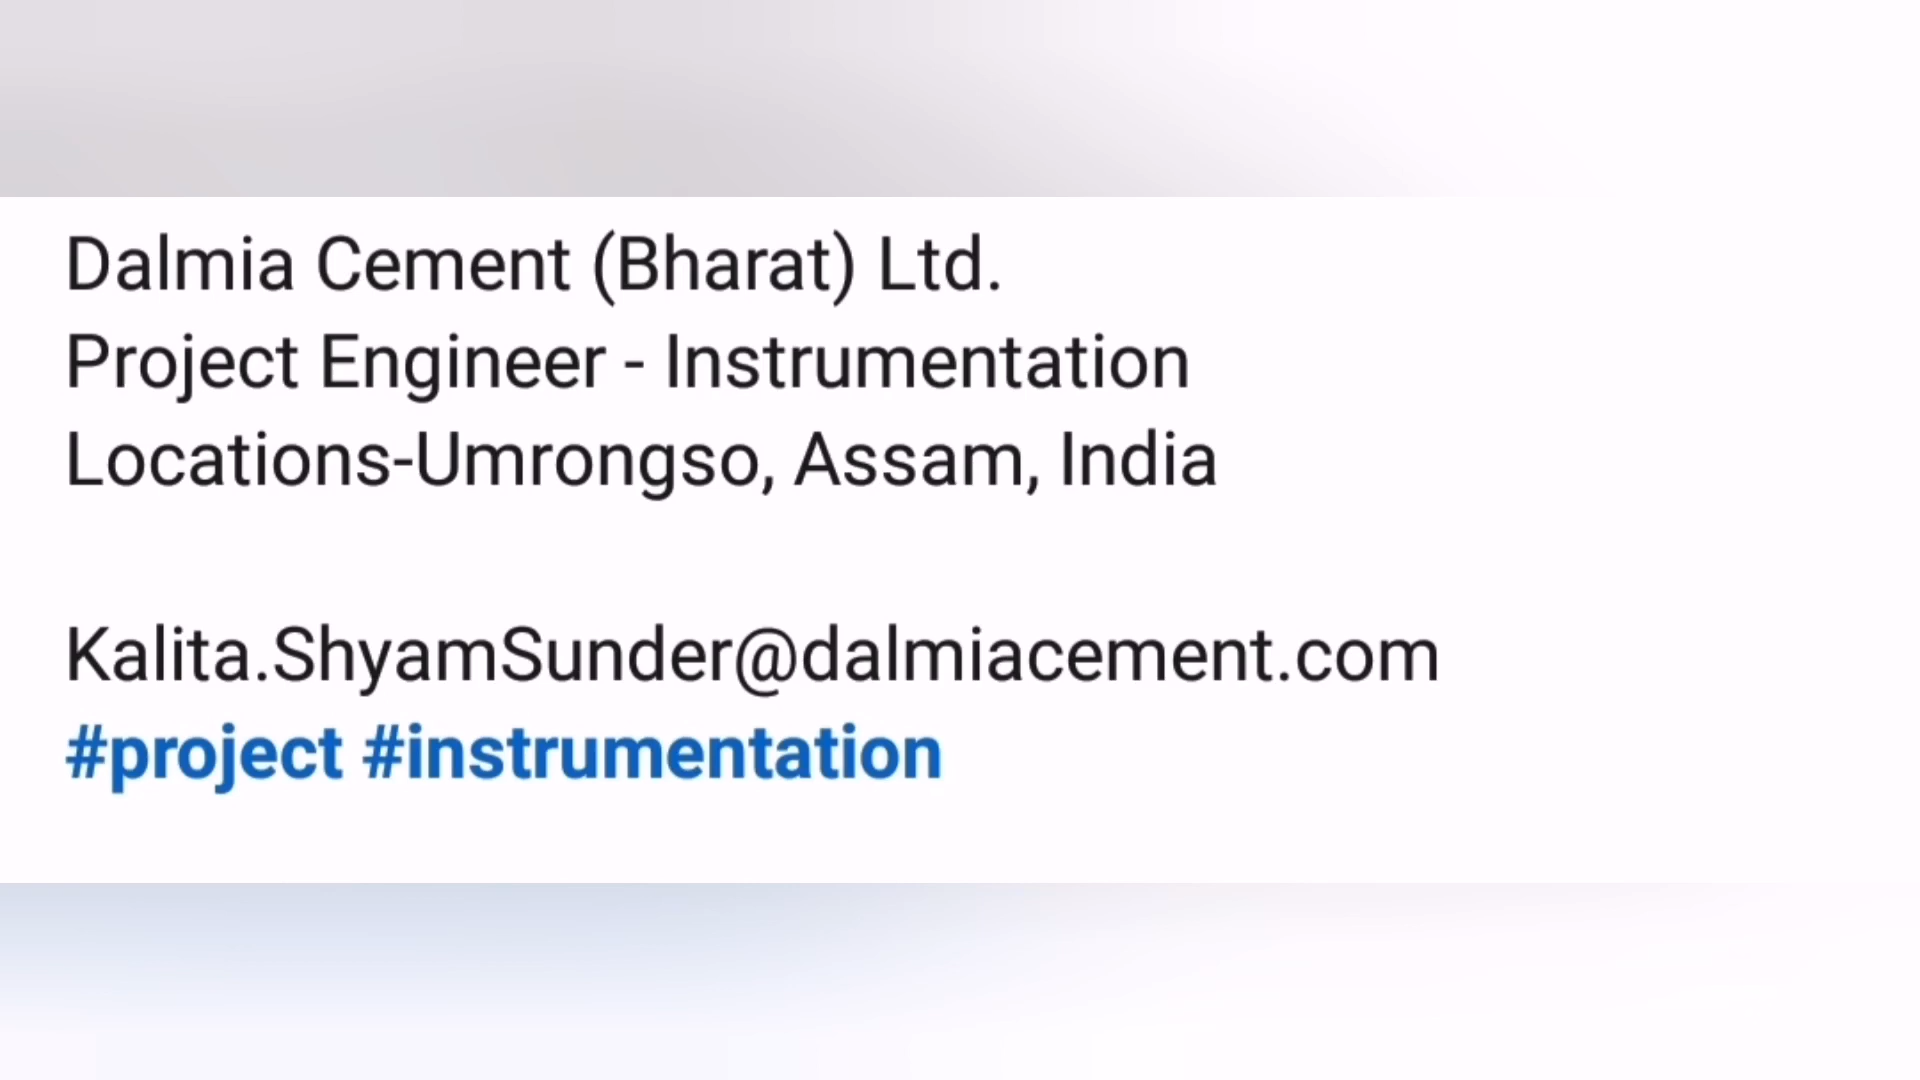 Dalmia Cement (Bharat) Ltd.
Project Engineer - Instrumentation
Locations-Umrongso, Assam, India
Kalita.ShyamSunder@dalmiacement.com
#project #instrumentation